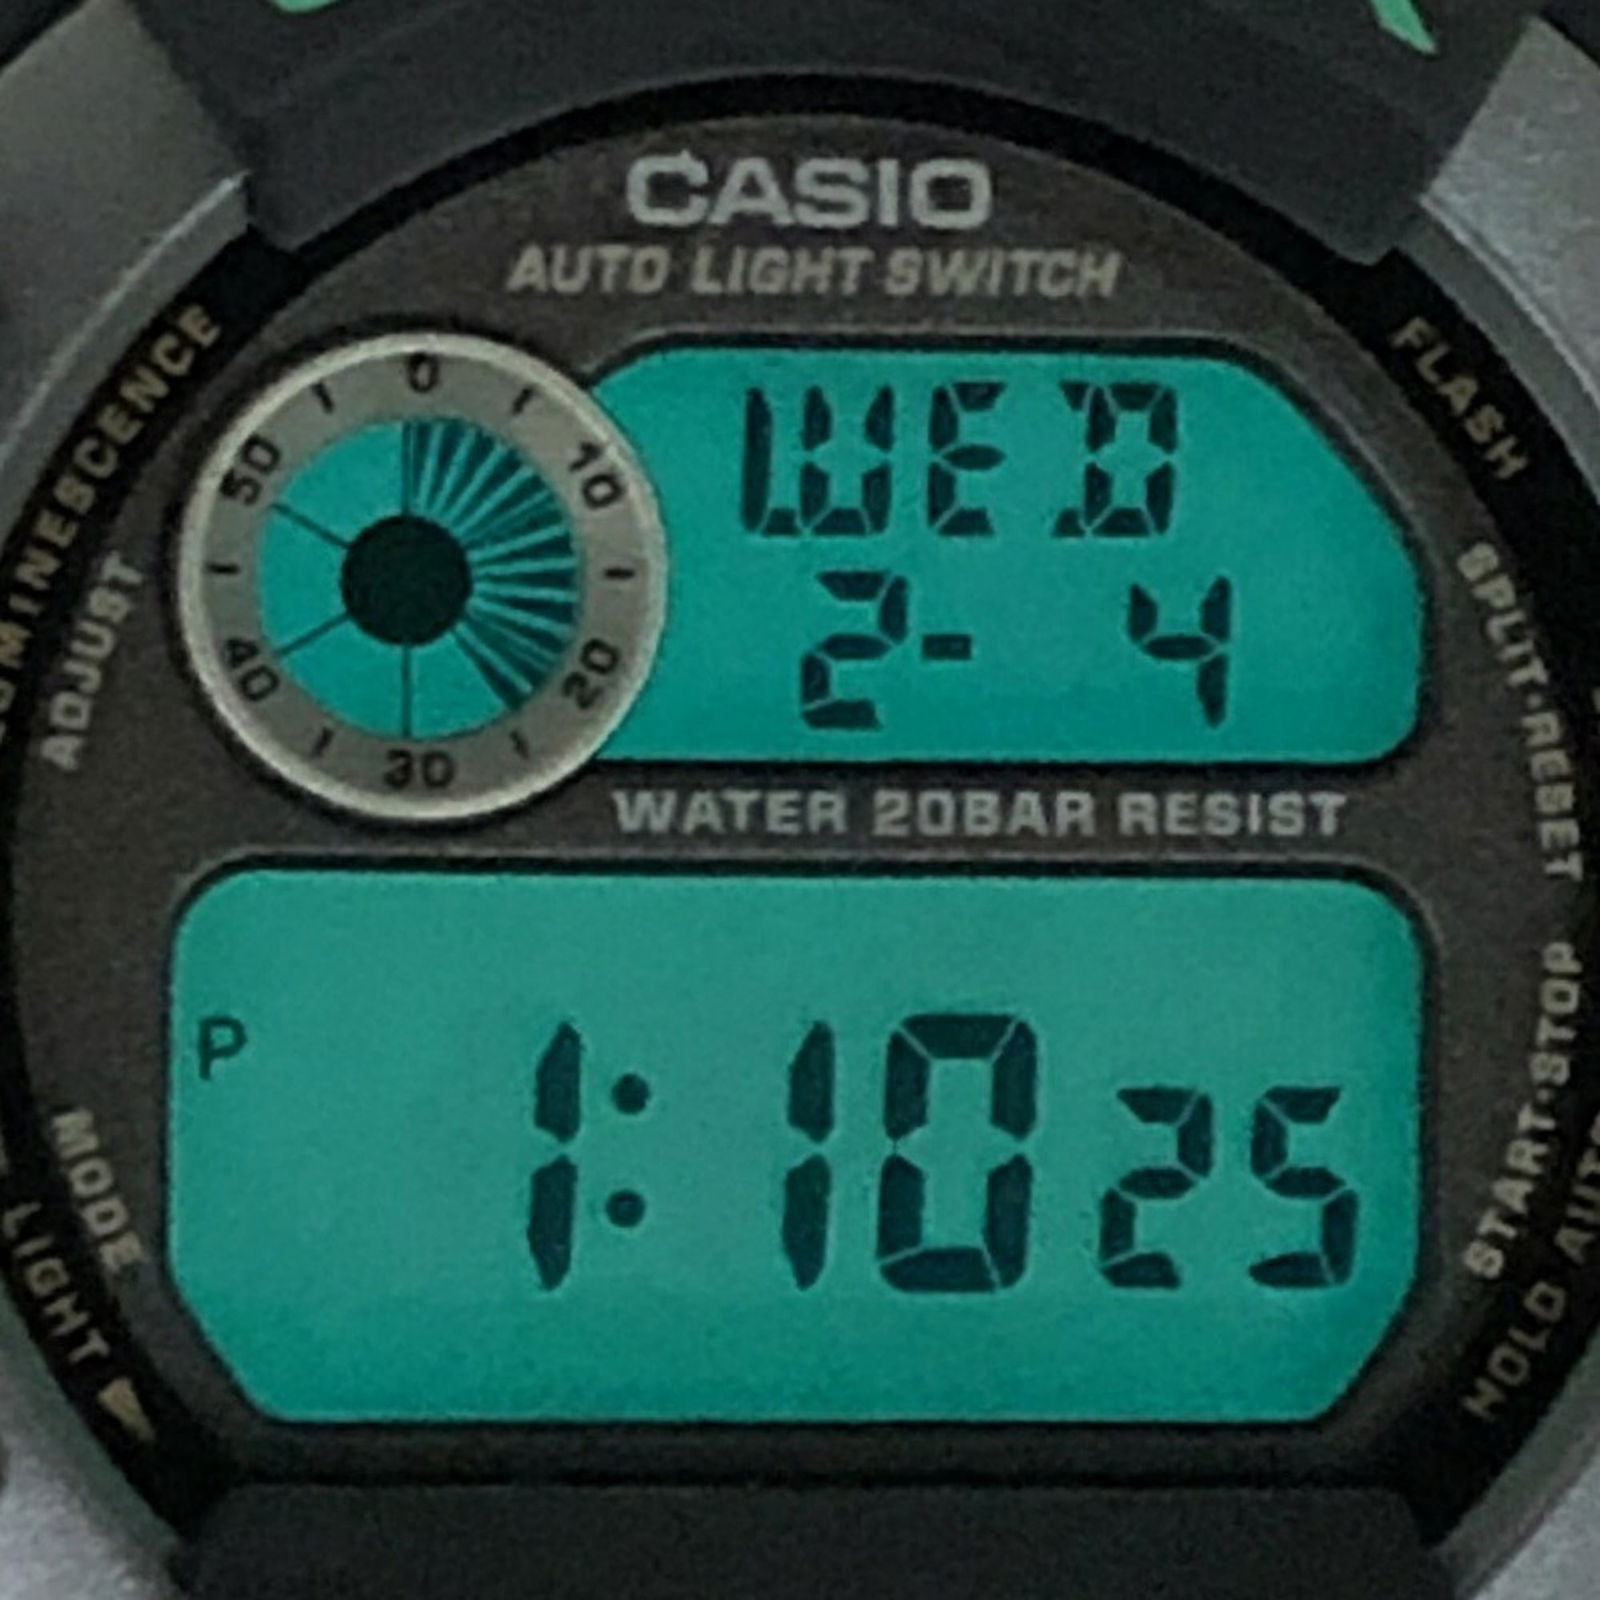 CASIO
AUTO LIGHT SWITCH
0
10
20
30
40
50
WED
2- 4
WATER 20BAR RESIST
P 1:10 25
ADJUST
MODE
LIGHT
FLASH
SPLIT·RESET
START·STOP
HOLD